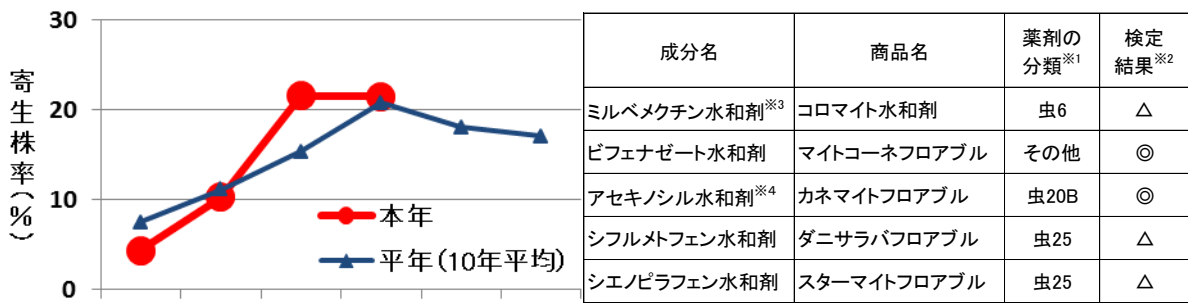 30
20
10
0
寄生株率(%)
本年
平年(10年平均)
成分名 商品名 薬剤の分類※1 検定結果※2
ミルベメクチン水和剤※3 コロマイト水和剤 虫6 △
ビフェナゼート水和剤 マイトコーネフロアブル その他 ◎
アセキノシル水和剤※4 カネマイトフロアブル 虫20B ◎
シフルメトフェン水和剤 ダニサラバフロアブル 虫25 △
シエノピラフェン水和剤 スターマイトフロアブル 虫25 △